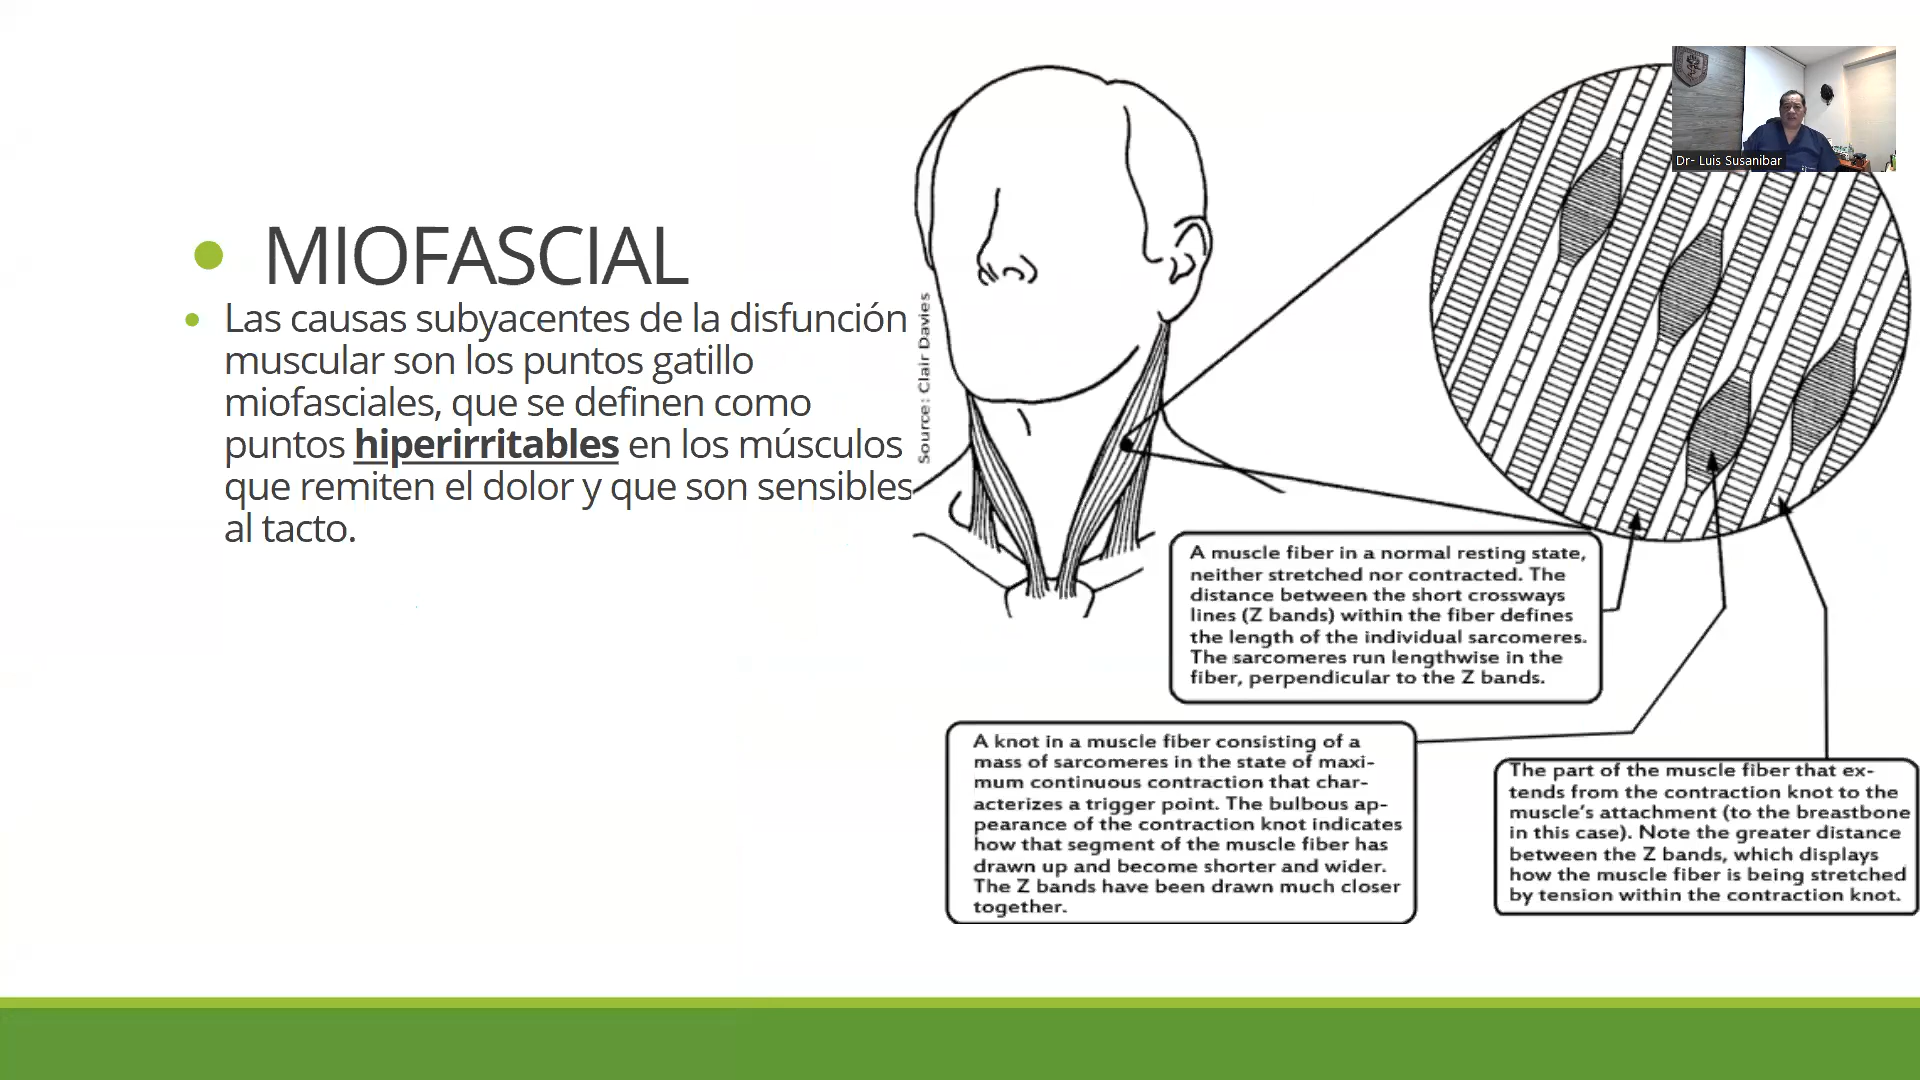 MIOFASCIAL
Las causas subyacentes de la disfunción
muscular son los puntos gatillo
miofasciales, que se definen como
puntos hiperirritables en los músculos
que remiten el dolor y que son sensibles
al tacto.
Source: Clair Davies
Dr- Luis Susanibar
A muscle fiber in a normal resting state,
neither stretched nor contracted. The
distance between the short crossways
lines (Z bands) within the fiber defines
the length of the individual sarcomeres.
The sarcomeres run lengthwise in the
fiber, perpendicular to the Z bands.
A knot in a muscle fiber consisting of a
mass of sarcomeres in the state of maxi-
mum continuous contraction that char-
acterizes a trigger point. The bulbous ap-
pearance of the contraction knot indicates
how that segment of the muscle fiber has
drawn up and become shorter and wider.
The Z bands have been drawn much closer
together.
The part of the muscle fiber that ex-
tends from the contraction knot to the
muscle's attachment (to the breastbone
in this case). Note the greater distance
between the Z bands, which displays
how the muscle fiber is being stretched
by tension within the contraction knot.